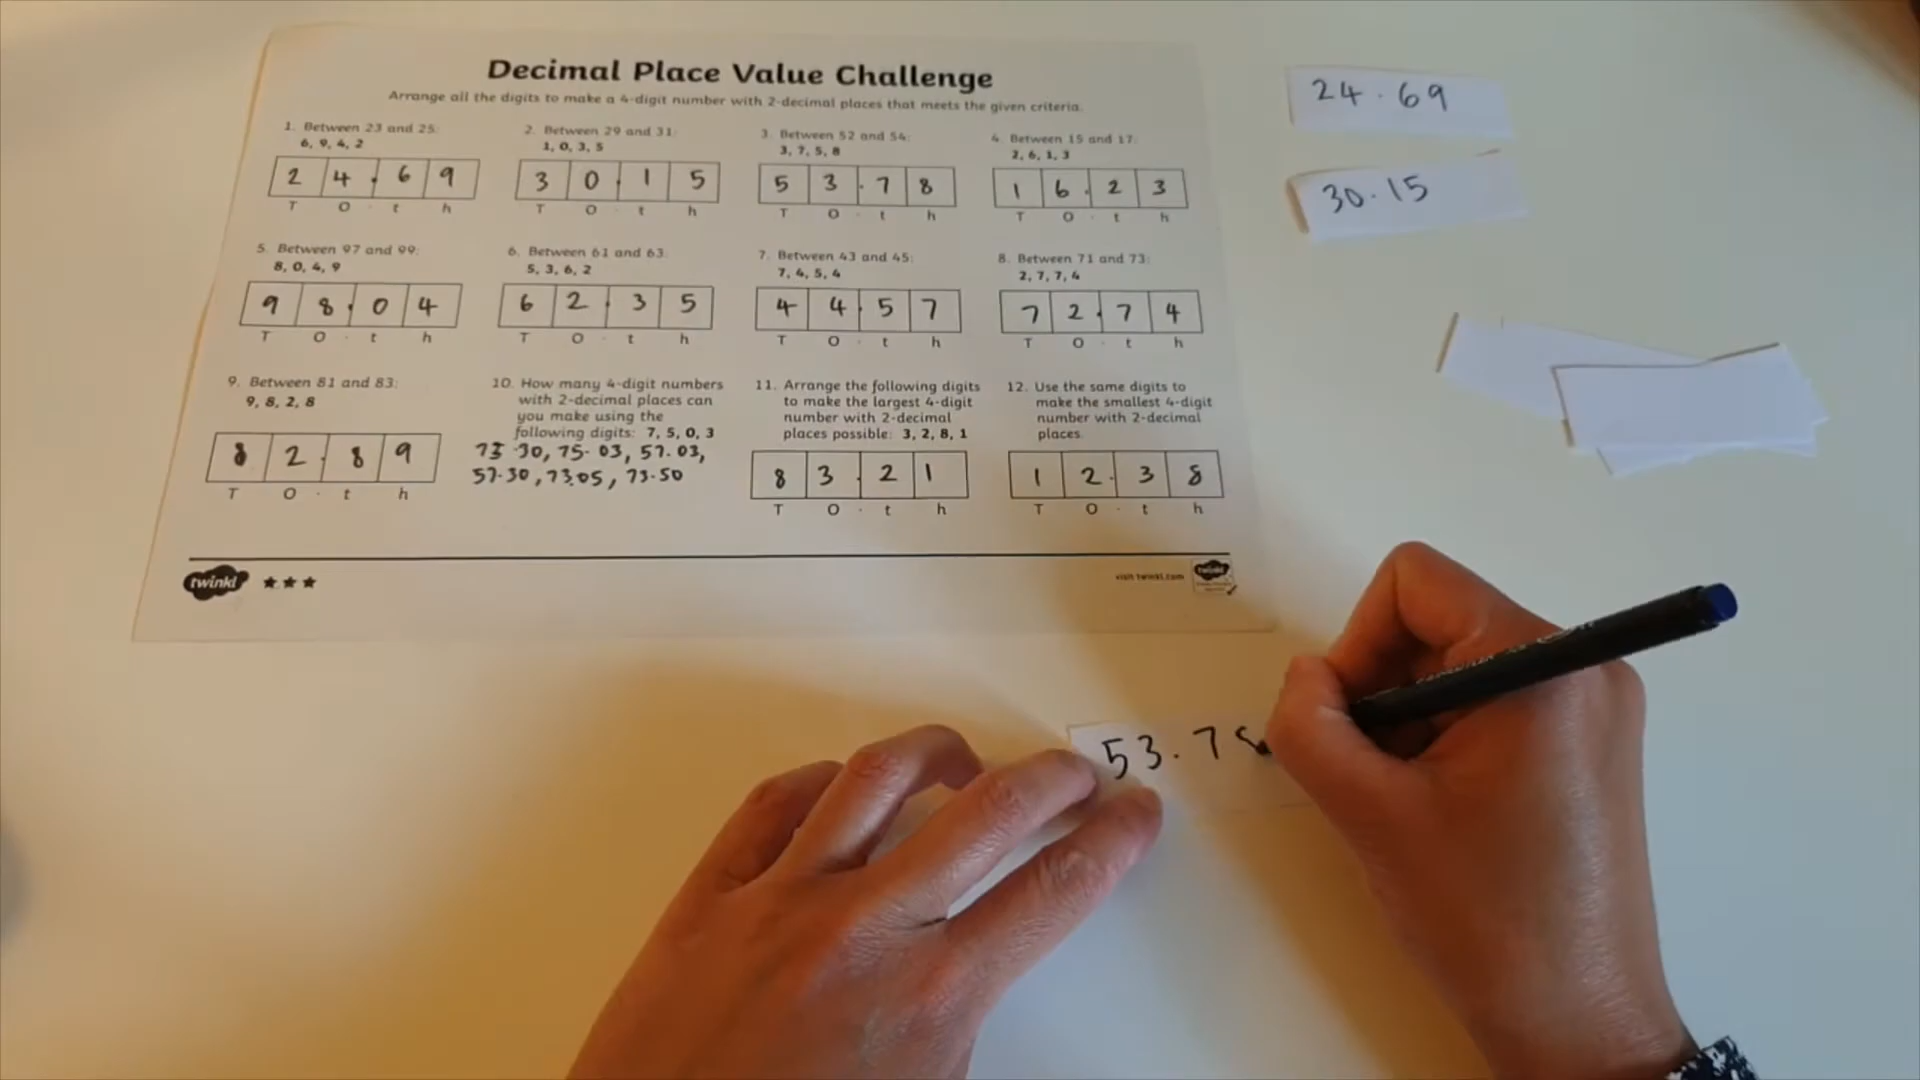 Decimal Place Value Challenge
Arrange all the digits to make a 4-digit number with 2-decimal places that meets the given criteria.
1. Between 23 and 25:
6, 9, 4, 2
2 4 . 6 9
T O . t h
2. Between 29 and 31:
1, 0, 3, 5
3 0 . 1 5
T O . t h
3. Between 52 and 54:
3, 7, 5, 8
5 3 . 7 8
T O . t h
4. Between 15 and 17:
2, 6, 1, 3
1 6 . 2 3
T O . t h
5. Between 97 and 99:
8, 0, 4, 9
9 8 . 0 4
T O . t h
6. Between 61 and 63:
5, 3, 6, 2
6 2 . 3 5
T O . t h
7. Between 43 and 45:
7, 4, 5, 4
4 4 . 5 7
T O . t h
8. Between 71 and 73:
2, 7, 7, 4
7 2 . 7 4
T O . t h
9. Between 81 and 83:
9, 8, 2, 8
8 2 . 8 9
T O . t h
10. How many 4-digit numbers
with 2-decimal places can
you make using the
following digits: 7, 5, 0, 3
75.30, 75.03, 57.03,
57.30, 73.05, 73.50
11. Arrange the following digits
to make the largest 4-digit
number with 2-decimal
places possible: 3, 2, 8, 1
8 3 . 2 1
T O . t h
12. Use the same digits to
make the smallest 4-digit
number with 2-decimal
places
1 2 . 3 8
T O . t h
twinkl
visit twinkl.com
twinkl
24.69
30.15
53.7